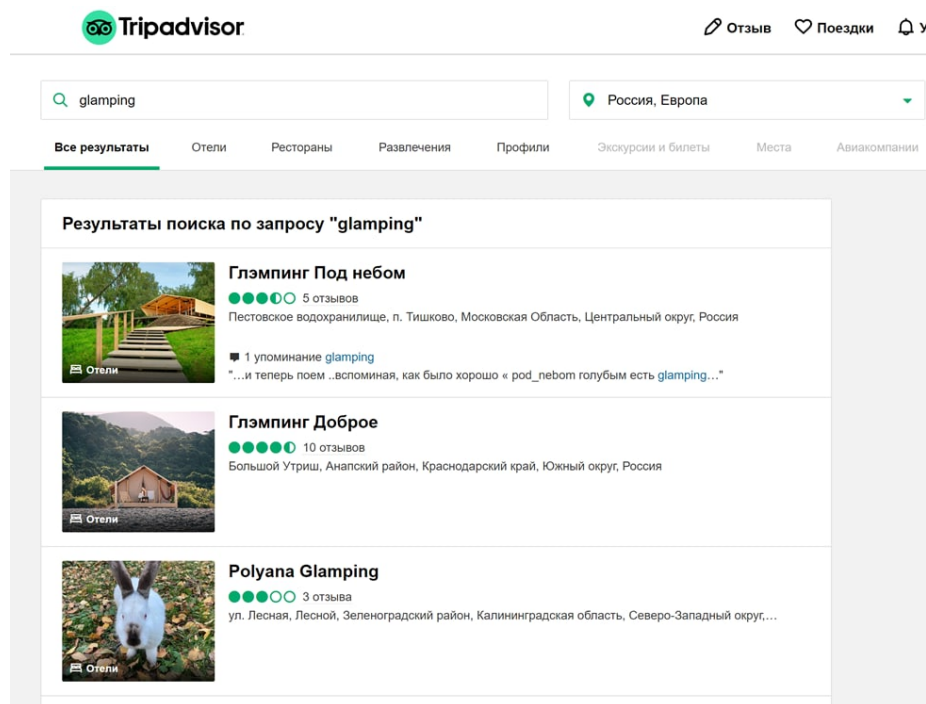 Tripadvisor
Отзыв
Поездки
glamping
Россия, Европа
Все результаты
Отели
Рестораны
Развлечения
Профили
Экскурсии и билеты
Места
Авиакомпании
Результаты поиска по запросу "glamping"
Отели
Глэмпинг Под небом
5 отзывов
Пестовское водохранилище, п. Тишково, Московская Область, Центральный округ, Россия
1 упоминание glamping
"…и теперь поем ..вспоминая, как было хорошо « pod_nebom голубым есть glamping…"
Отели
Глэмпинг Доброе
10 отзывов
Большой Утриш, Анапский район, Краснодарский край, Южный округ, Россия
Отели
Polyana Glamping
3 отзыва
ул. Лесная, Лесной, Зеленоградский район, Калининградская область, Северо-Западный округ,…